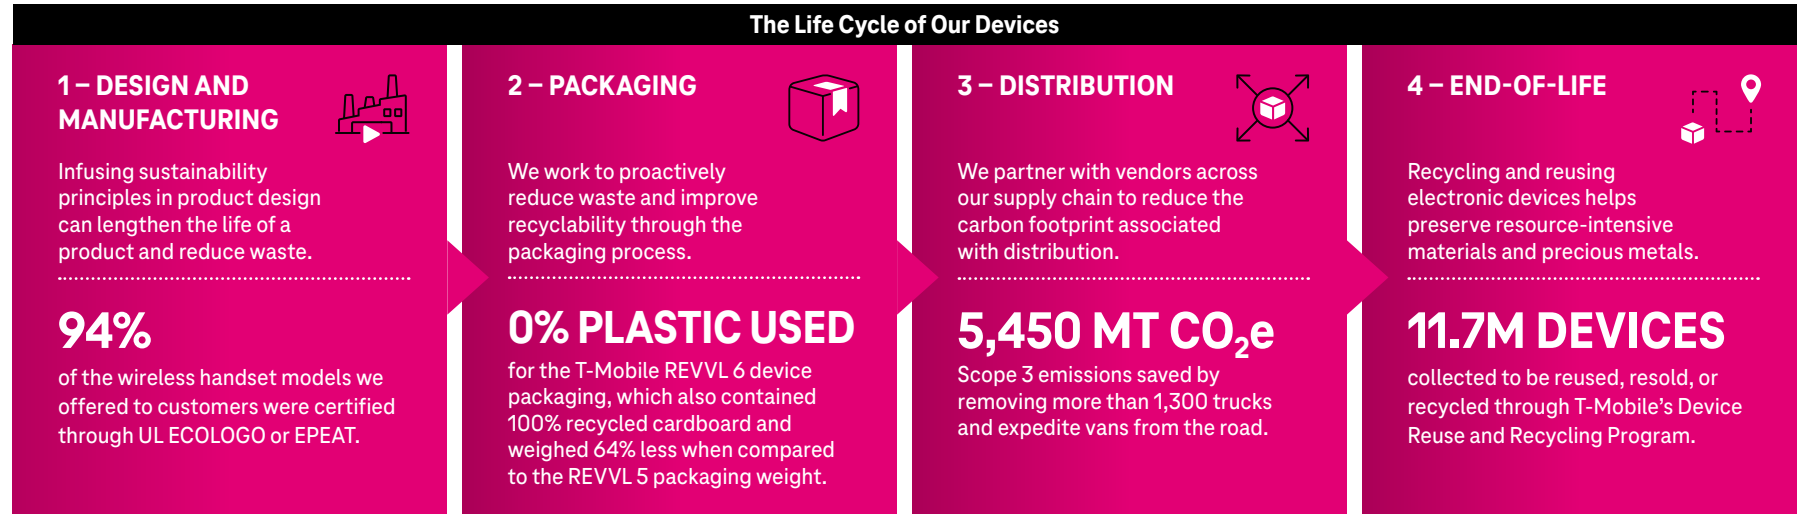 The Life Cycle of Our Devices
1 – DESIGN AND
MANUFACTURING
Infusing sustainability
principles in product design
can lengthen the life of a
product and reduce waste.
94%
of the wireless handset models we
offered to customers were certified
through UL ECOLOGO or EPEAT.
2 – PACKAGING
We work to proactively
reduce waste and improve
recyclability through the
packaging process.
0% PLASTIC USED
for the T-Mobile REVVL 6 device
packaging, which also contained
100% recycled cardboard and
weighed 64% less when compared
to the REVVL 5 packaging weight.
3 – DISTRIBUTION
We partner with vendors across
our supply chain to reduce the
carbon footprint associated
with distribution.
5,450 MT CO₂e
Scope 3 emissions saved by
removing more than 1,300 trucks
and expedite vans from the road.
4 – END-OF-LIFE
Recycling and reusing
electronic devices helps
preserve resource-intensive
materials and precious metals.
11.7M DEVICES
collected to be reused, resold, or
recycled through T-Mobile’s Device
Reuse and Recycling Program.